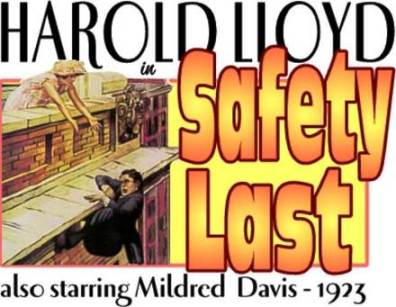 HAROLD LLOYD
in
Safety
Last
also starring Mildred Davis - 1923